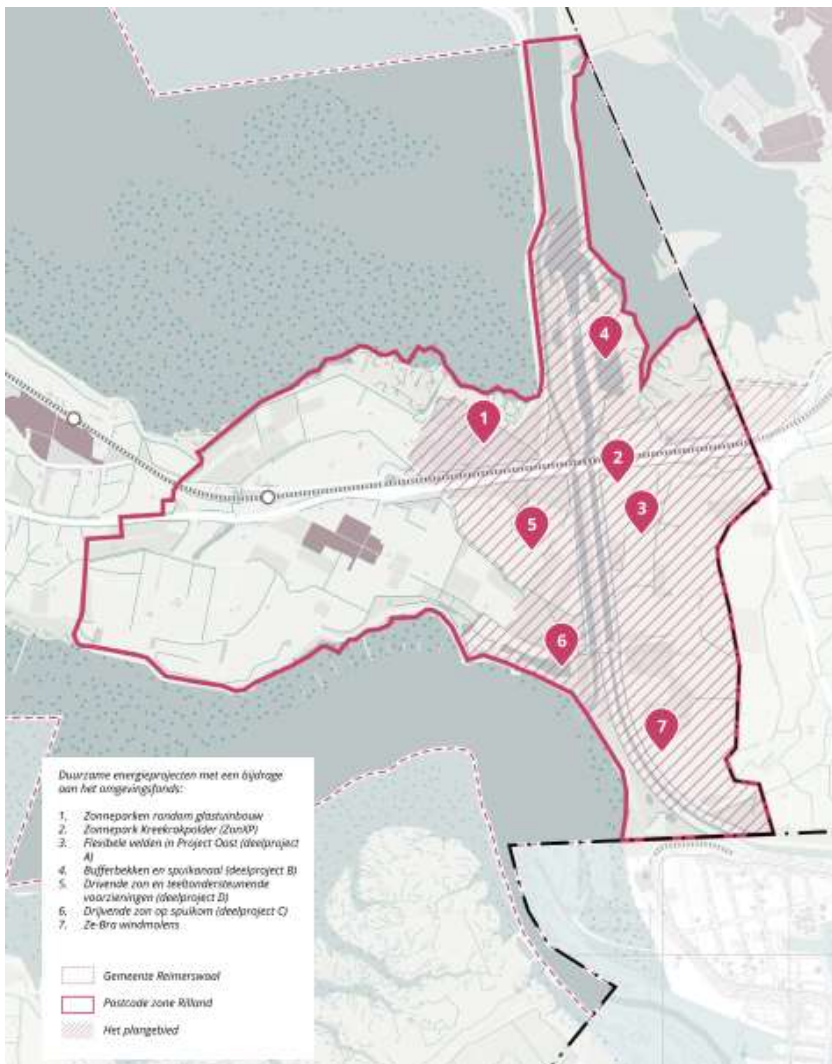 1
4
2
3
5
6
7
Duurzame energieprojecten met een bijdrage
aan het omgevingsfonds:
1. Zonneparken rondom glastuinbouw
2. Zonnepark Kreekrakpolder (ZonXP)
3. Flexibele velden in Project Oost (deelproject
A)
4. Bufferbekken en spuikanaal (deelproject B)
5. Drijvende zon en teeltondersteunende
voorzieningen (deelproject D)
6. Drijvende zon op spuikom (deelproject C)
7. Ze-Bra windmolens
Gemeente Reimerswaal
Postcode zone Rilland
Het plangebied